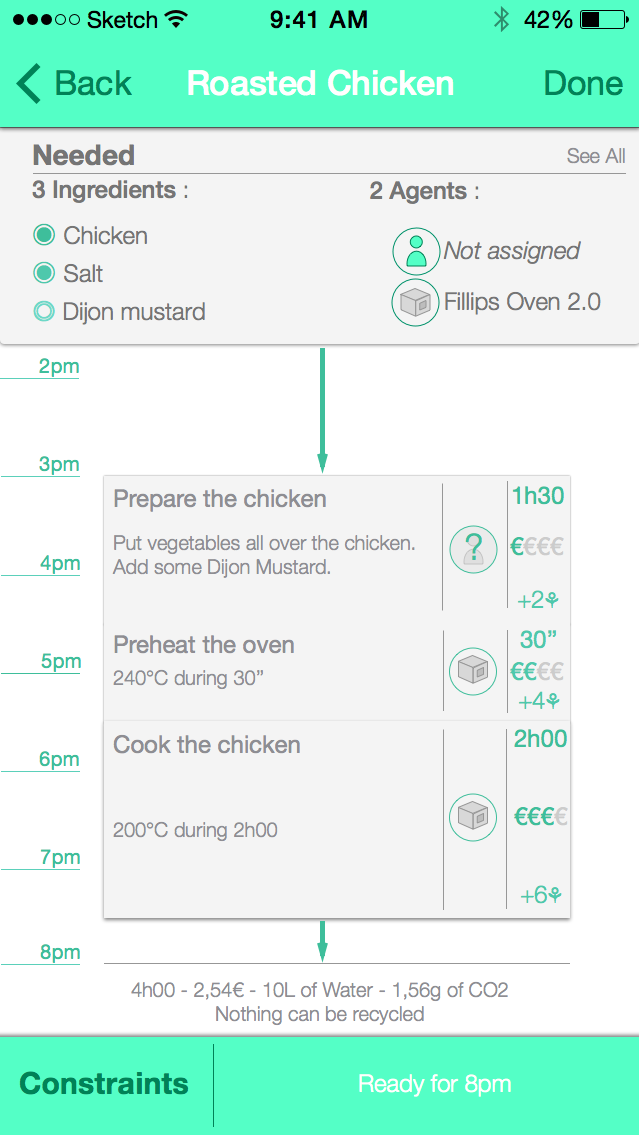 ●●●○○ Sketch 9:41 AM 42%
Back Roasted Chicken Done
Needed See All
3 Ingredients : 2 Agents :
Chicken
Salt
Dijon mustard
Not assigned
Fillips Oven 2.0
2pm
3pm
Prepare the chicken 1h30
Put vegetables all over the chicken.
Add some Dijon Mustard.
? €€€€
4pm
+2
Preheat the oven 30”
5pm
240°C during 30” €€€€
+4
Cook the chicken 2h00
6pm
200°C during 2h00 €€€€
7pm
+6
8pm
4h00 - 2,54€ - 10L of Water - 1,56g of CO2
Nothing can be recycled
Constraints Ready for 8pm